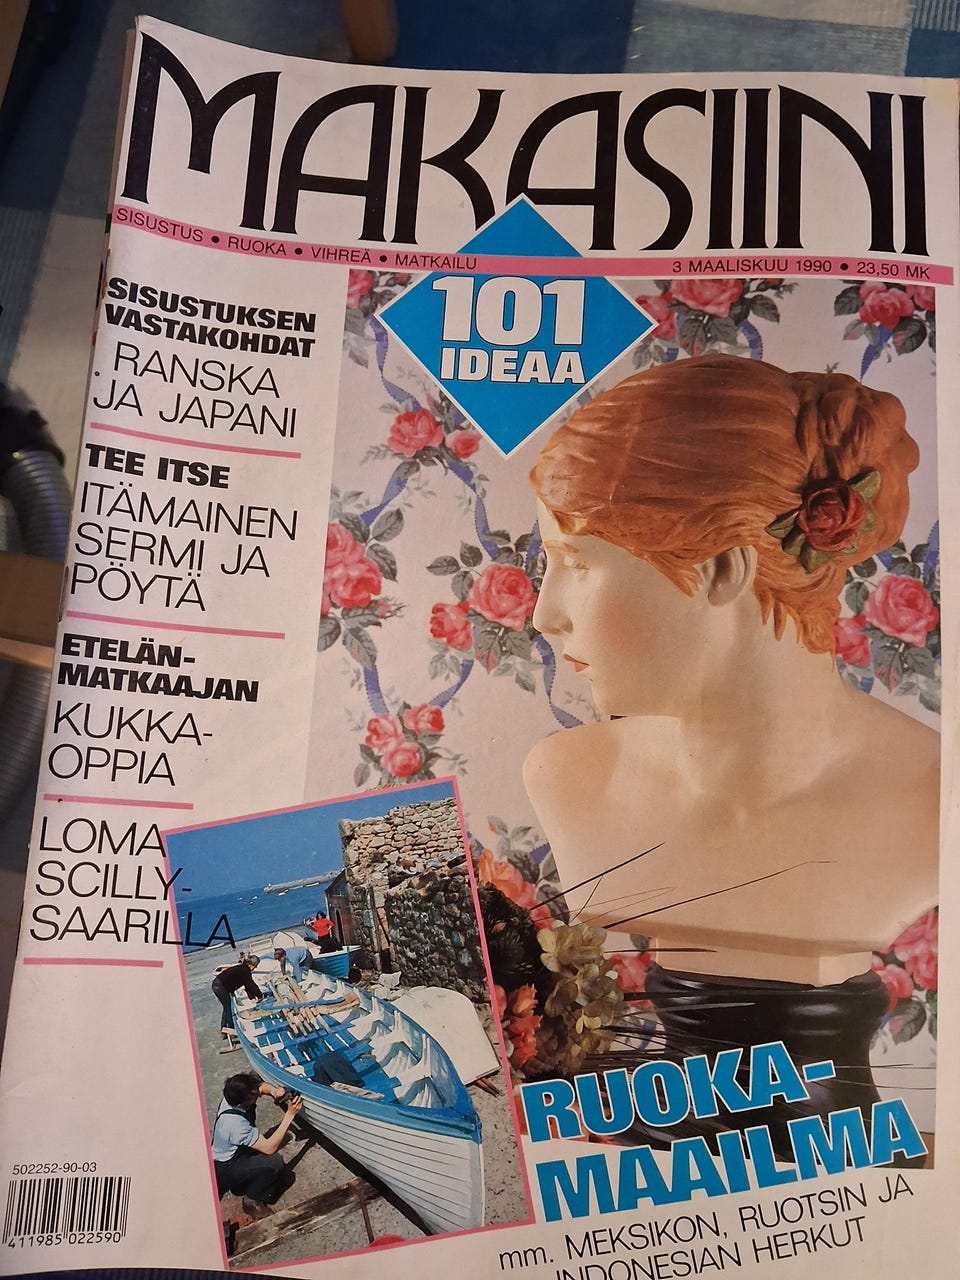 MAKASIINI
SISUSTUS • RUOKA • VIHREÄ • MATKAILU
3 MAALISKUU 1990 • 23,50 MK
101
IDEAA
SISUSTUKSEN
VASTAKOHDAT
RANSKA
JA JAPANI
TEE ITSE
ITÄMAINEN
SERMI JA
PÖYTÄ
ETELÄN-
MATKAAJAN
KUKKA-
OPPIA
LOMA
SCILLY-
SAARILLA
RUOKA-
MAAILMA
mm. MEKSIKON, RUOTSIN JA
INDONESIAN HERKUT
502252-90-03
411985 022590